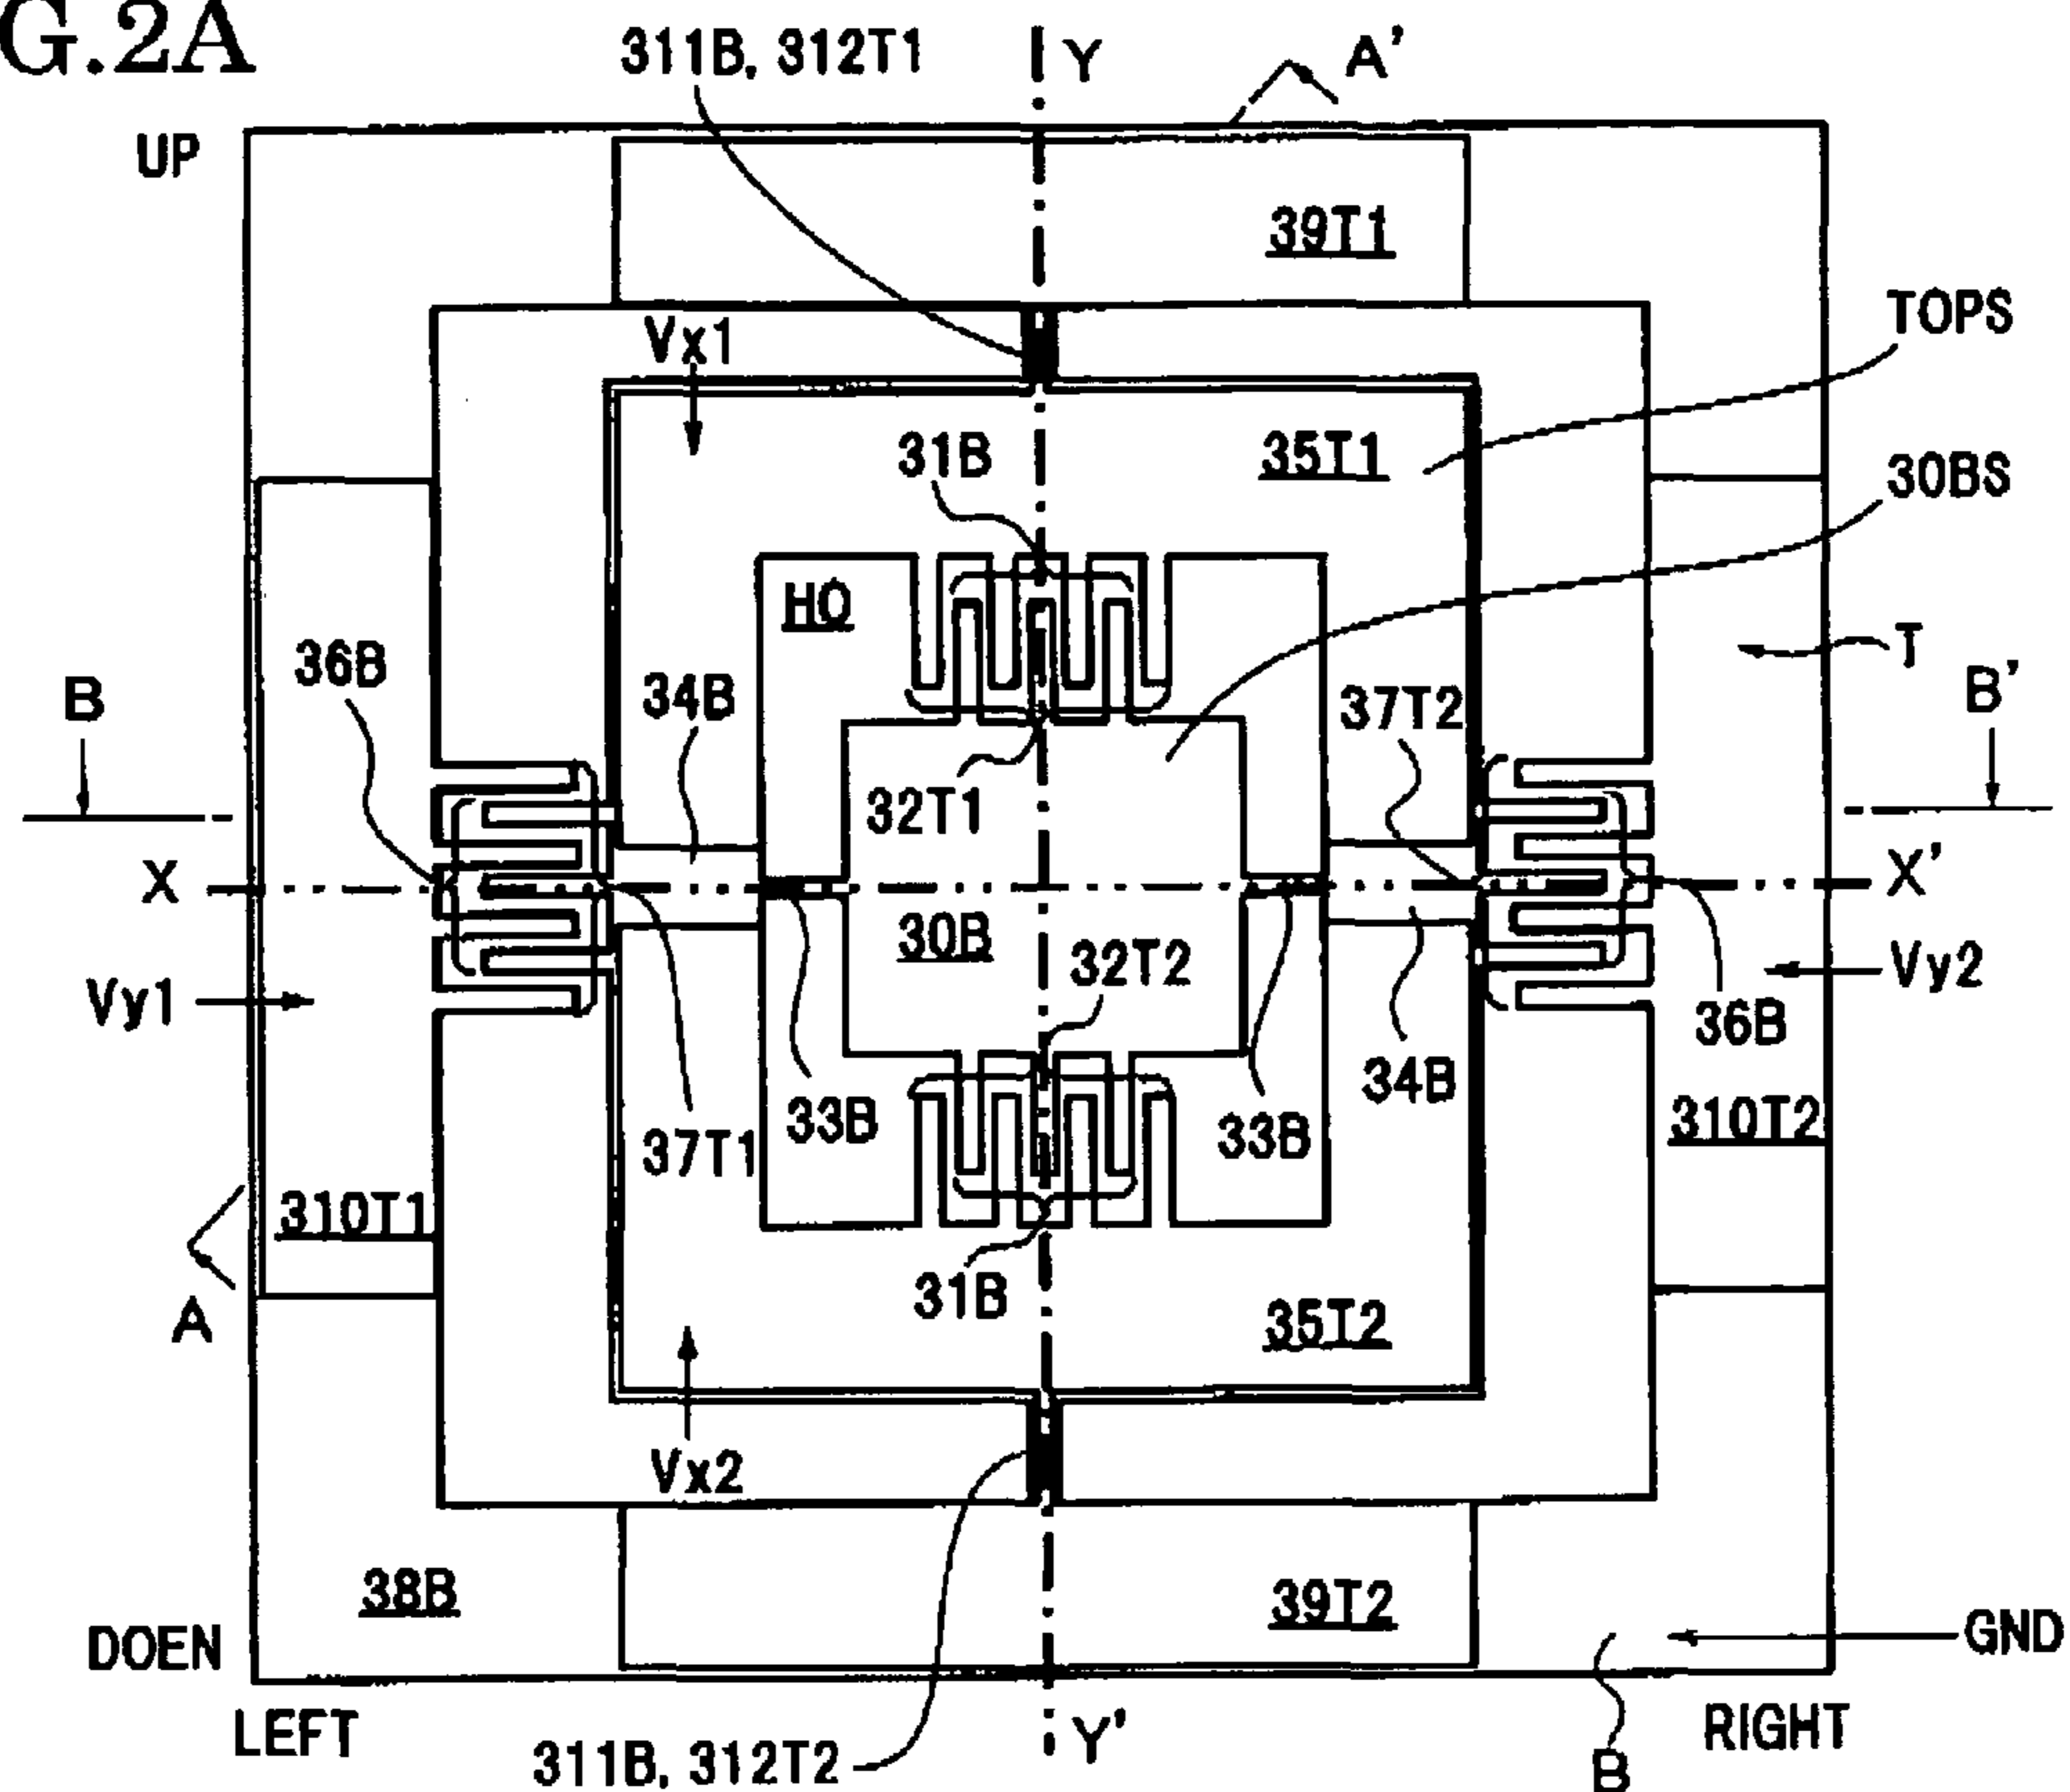 G.2A
311B, 312T1
Y
A'
UP
39T1
TOPS
Vx1
31B
35T1
30BS
HO
T
36B
34B
37T2
B
B'
32T1
X
X'
30B
32T2
Vy1
Vy2
36B
34B
33B
33B
37T1
310T2
310T1
A
31B
35T2
Vx2
38B
39T2
DOEN
GND
LEFT
Y'
RIGHT
311B, 312T2
B